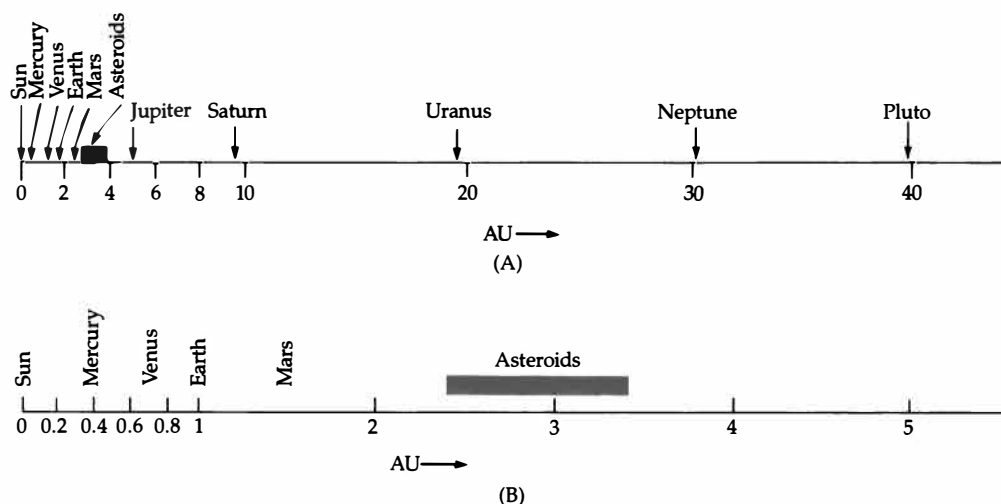 Sun Mercury Venus Earth Mars Asteroids
Jupiter Saturn Uranus Neptune Pluto
0 2 4 6 8 10 20 30 40
AU
(A)
Sun Mercury Venus Earth Mars Asteroids
0 0.2 0.4 0.6 0.8 1 2 3 4 5
AU
(B)